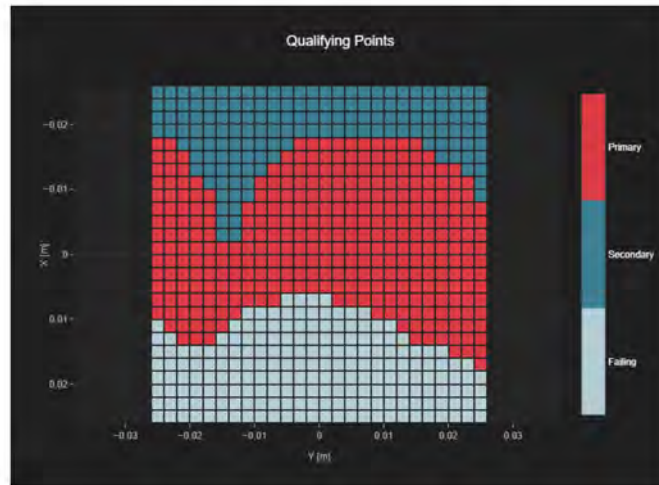 Qualifying Points
−0.02
−0.01
0
0.01
0.02
X [m]
−0.03
−0.02
−0.01
0
0.01
0.02
0.03
Y [m]
Primary
Secondary
Failing